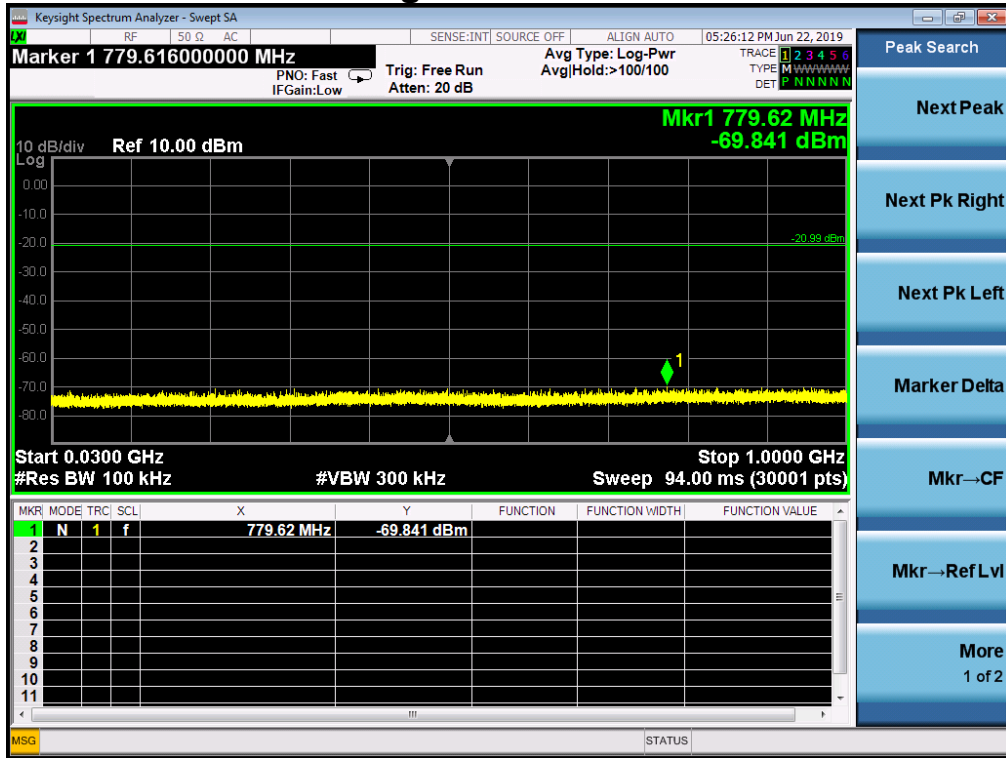 Keysight Spectrum Analyzer - Swept SA
LXI RF 50 Ω AC SENSE:INT SOURCE OFF ALIGN AUTO 05:26:12 PM Jun 22, 2019
Marker 1 779.616000000 MHz
PNO: Fast
IFGain:Low
Trig: Free Run
Atten: 20 dB
Avg Type: Log-Pwr
Avg|Hold:>100/100
TRACE 1 2 3 4 5 6
TYPE M WWWWW
DET P N N N N N
Mkr1 779.62 MHz
-69.841 dBm
10 dB/div Ref 10.00 dBm
Log
0.00
-10.0
-20.0
-20.99 dBm
-30.0
-40.0
-50.0
-60.0
1
-70.0
-80.0
Start 0.0300 GHz Stop 1.0000 GHz
#Res BW 100 kHz #VBW 300 kHz Sweep 94.00 ms (30001 pts)
MKR MODE TRC SCL X Y FUNCTION FUNCTION WIDTH FUNCTION VALUE
1 N 1 f 779.62 MHz -69.841 dBm
2
3
4
5
6
7
8
9
10
11
MSG STATUS
Peak Search
Next Peak
Next Pk Right
Next Pk Left
Marker Delta
Mkr→CF
Mkr→Ref Lvl
More
1 of 2